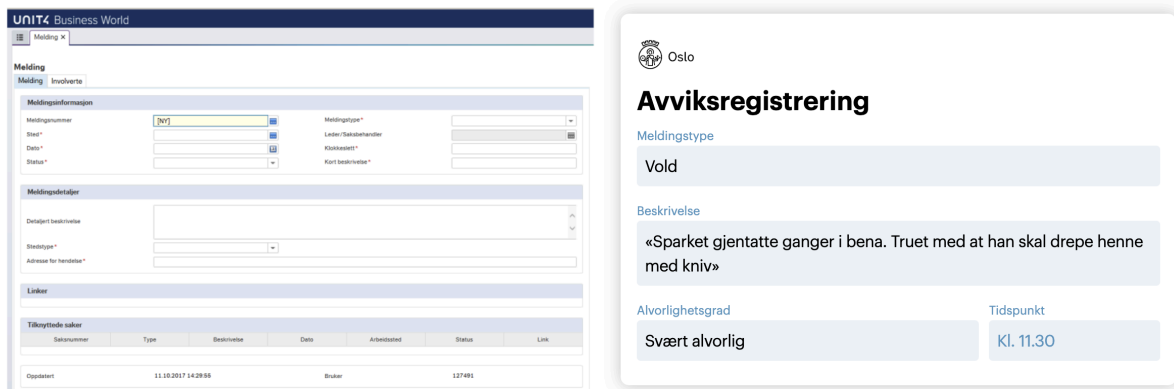 UNIT4 Business World
Melding ×
Melding
Melding Involverte
Meldingsinformasjon
Meldingsnummer [NY] Meldingstype*
Sted* Leder/Saksbehandler
Dato* Klokkeslett*
Status* Kort beskrivelse*
Meldingsdetaljer
Detaljert beskrivelse
Stedstype*
Adresse for hendelse*
Linker
Tilknyttede saker
Saksnummer Type Beskrivelse Dato Arbeidssted Status Link
Oppdatert 11.10.2017 14:29:55 Bruker 127491
Oslo
Avviksregistrering
Meldingstype
Vold
Beskrivelse
«Sparket gjentatte ganger i bena. Truet med at han skal drepe henne
med kniv»
Alvorlighetsgrad Tidspunkt
Svært alvorlig Kl. 11.30